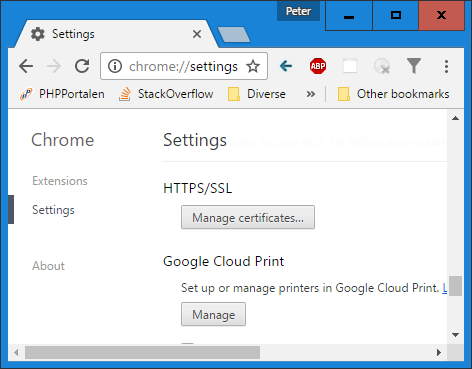 Peter
Settings
chrome://settings
ABP
PHPPortalen StackOverflow Diverse » Other bookmarks
Chrome Settings
Extensions
HTTPS/SSL
Settings
Manage certificates...
About
Google Cloud Print
Set up or manage printers in Google Cloud Print. L
Manage